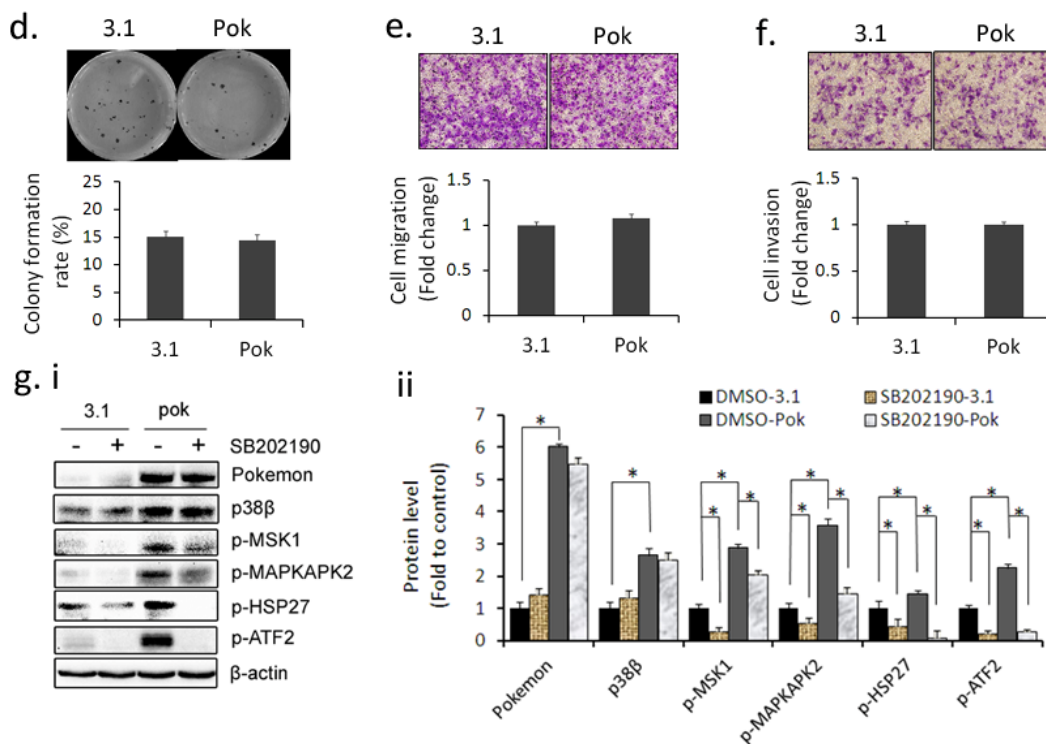 d.
3.1 Pok
Colony formation
rate (%)
25
20
15
10
5
0
3.1 Pok
e.
3.1 Pok
Cell migration
(Fold change)
1.5
1
0.5
0
3.1 Pok
f.
3.1 Pok
Cell invasion
(Fold change)
1.5
1
0.5
0
3.1 Pok
g. i
3.1 pok
- + - + SB202190
Pokemon
p38β
p-MSK1
p-MAPKAPK2
p-HSP27
p-ATF2
β-actin
ii
DMSO-3.1 SB202190-3.1
DMSO-Pok SB202190-Pok
Protein level
(Fold to control)
7
6
5
4
3
2
1
0
* * * * * * * * * * * * * *
Pokemon p38β p-MSK1 p-MAPKAPK2 p-HSP27 p-ATF2